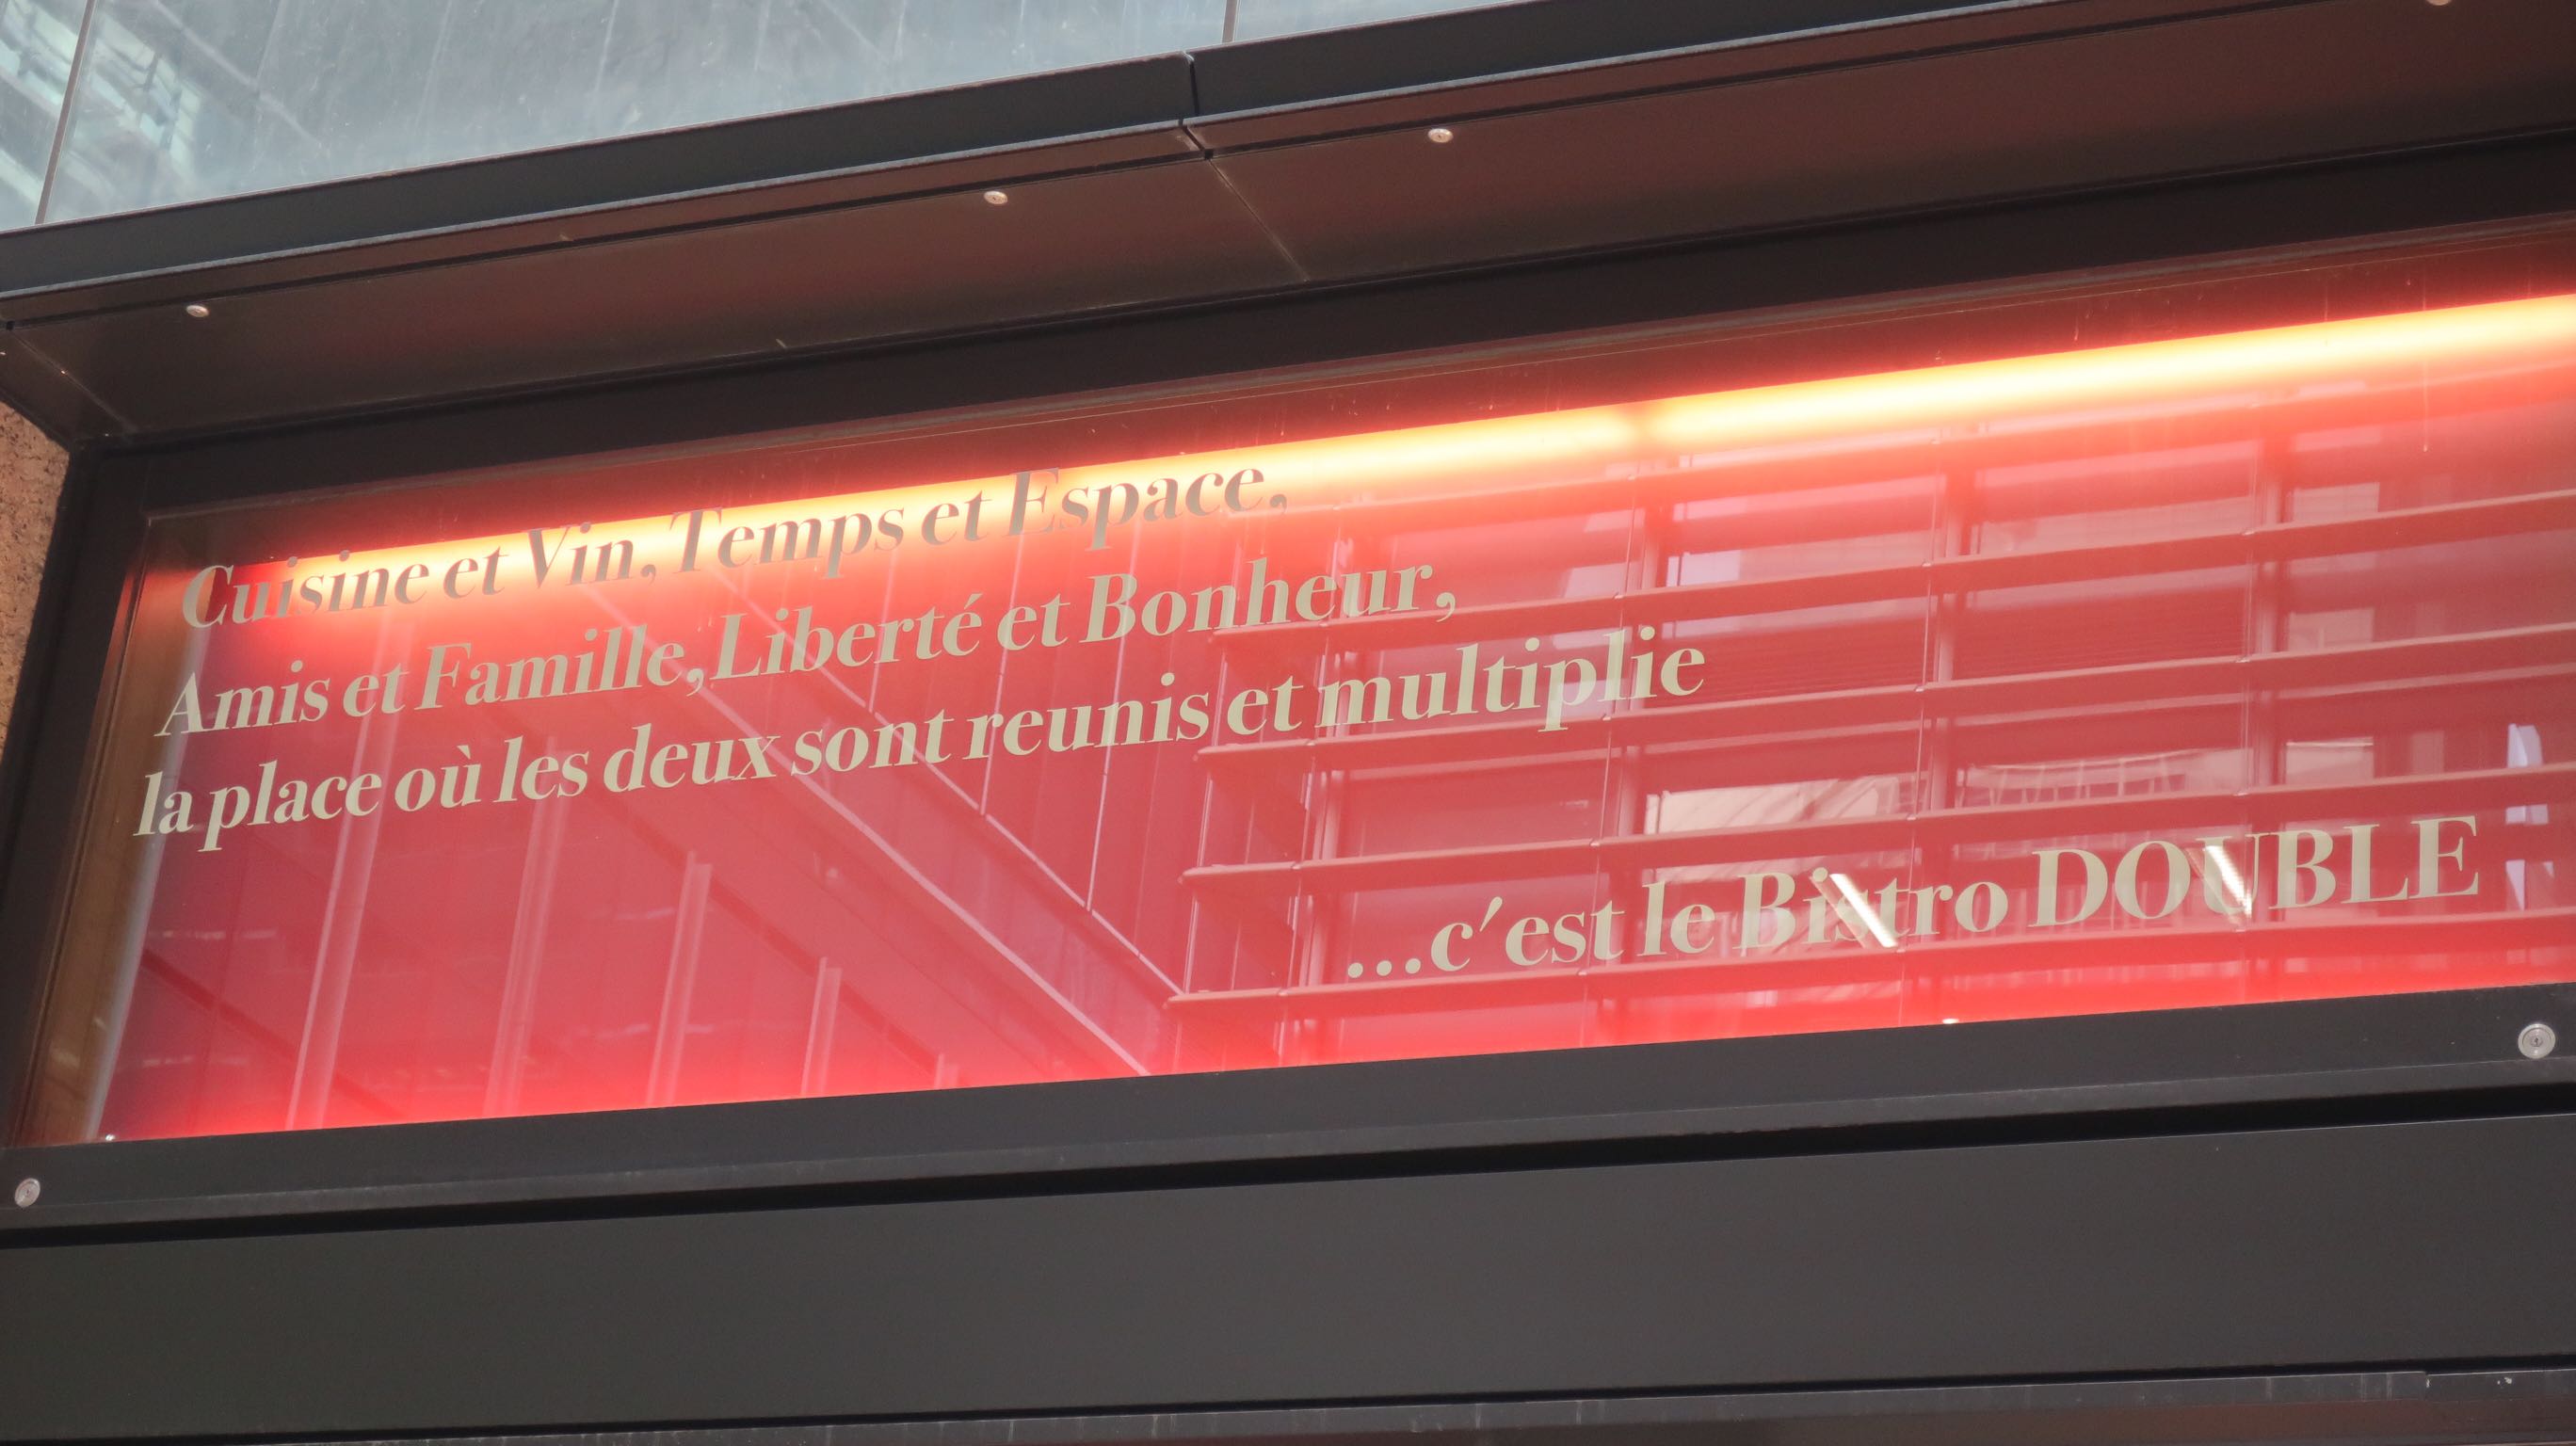 Cuisine et Vin, Temps et Espace,
Amis et Famille, Liberté et Bonheur,
la place où les deux sont reunis et multiplie
...c'est le Bistro DOUBLE